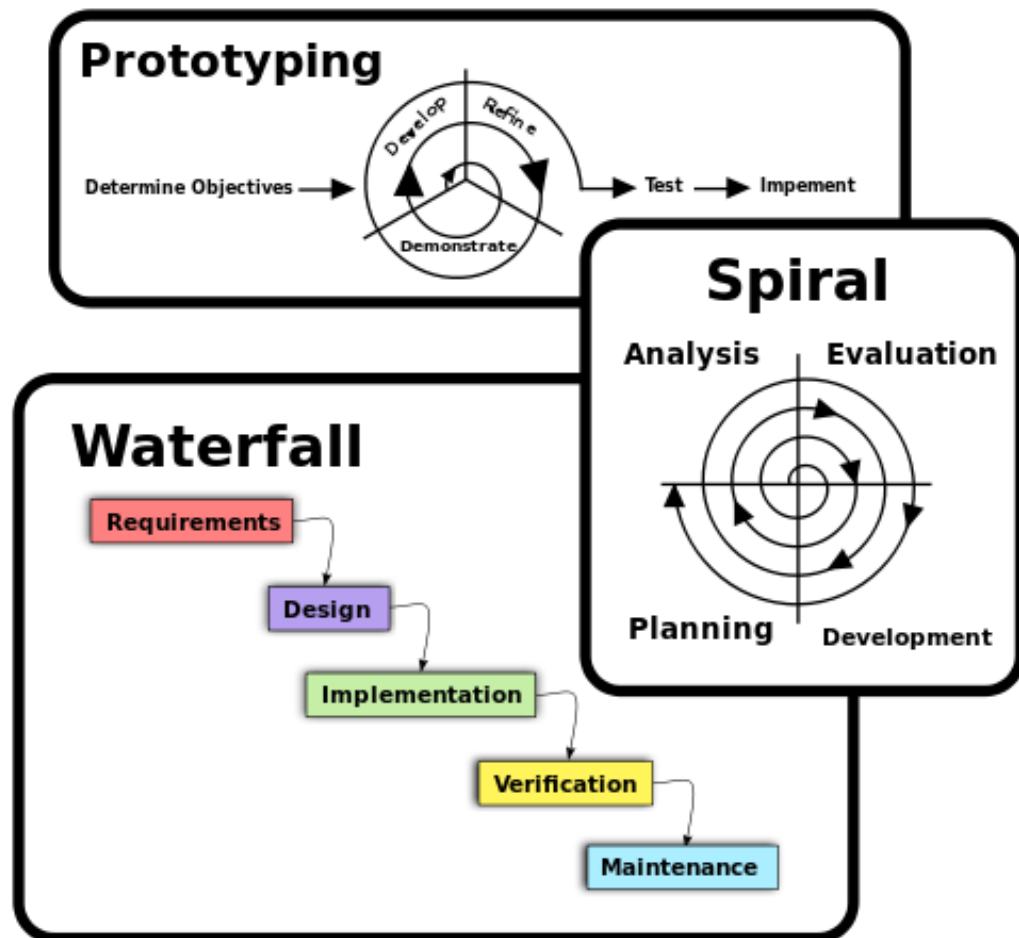 Prototyping
Develop
Refine
Determine Objectives
Test
Impement
Demonstrate
Spiral
Analysis
Evaluation
Planning
Development
Waterfall
Requirements
Design
Implementation
Verification
Maintenance